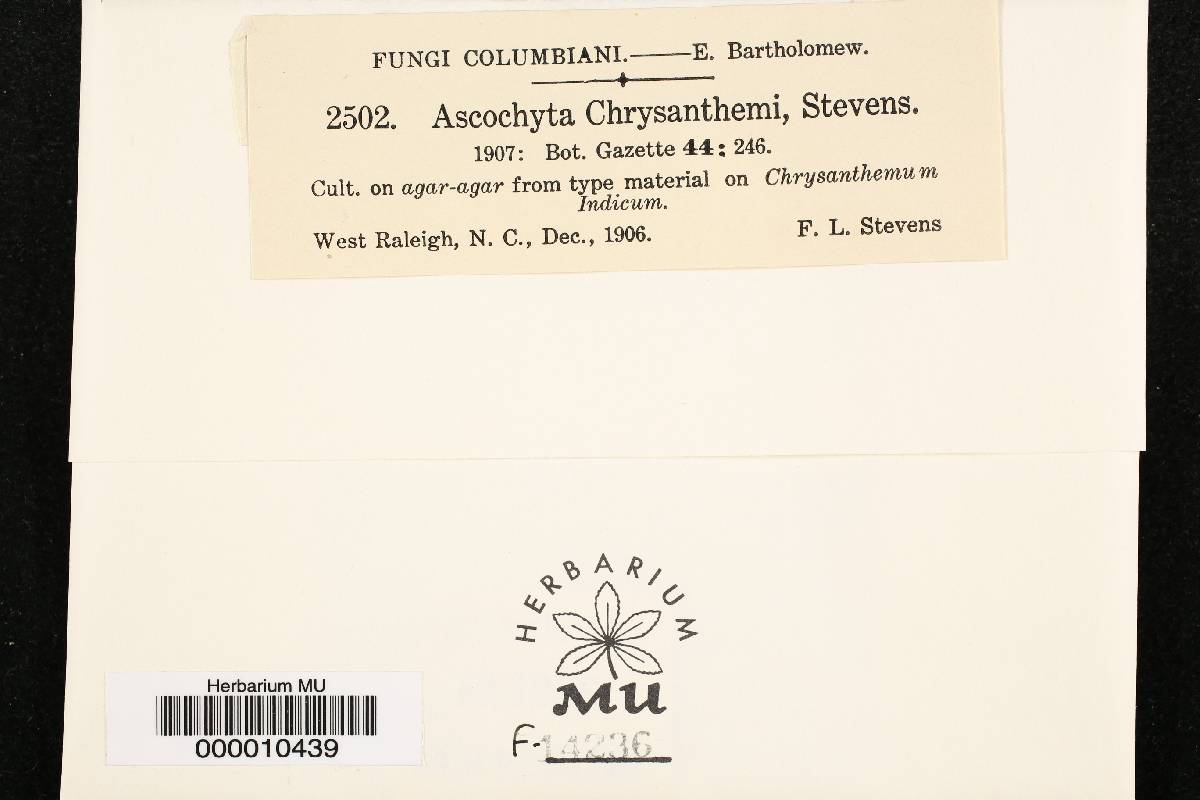 FUNGI COLUMBIANI.——E. Bartholomew.
2502. Ascochyta Chrysanthemi, Stevens.
1907: Bot. Gazette 44: 246.
Cult. on agar-agar from type material on Chrysanthemum
Indicum.
West Raleigh, N. C., Dec., 1906. F. L. Stevens
HERBARIUM
MU
F-14236
Herbarium MU
000010439